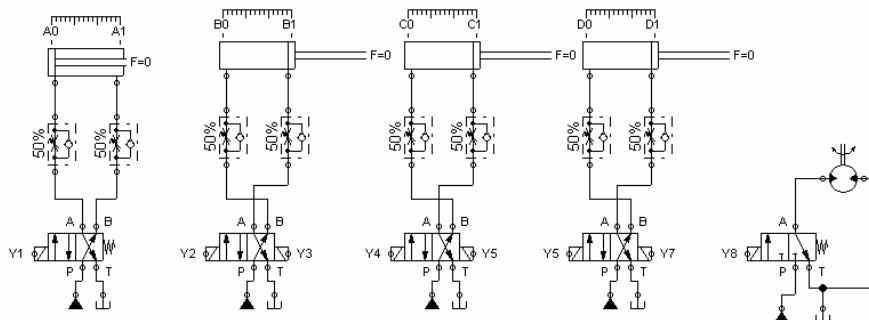 A0 A1 B0 B1 C0 C1 D0 D1
F=0 F=0 F=0 F=0
50% 50% 50% 50% 50% 50% 50% 50%
A B A B A B A B A
Y1 Y2 Y3 Y4 Y5 Y5 Y7 Y8
P T P T P T P T P T
T T